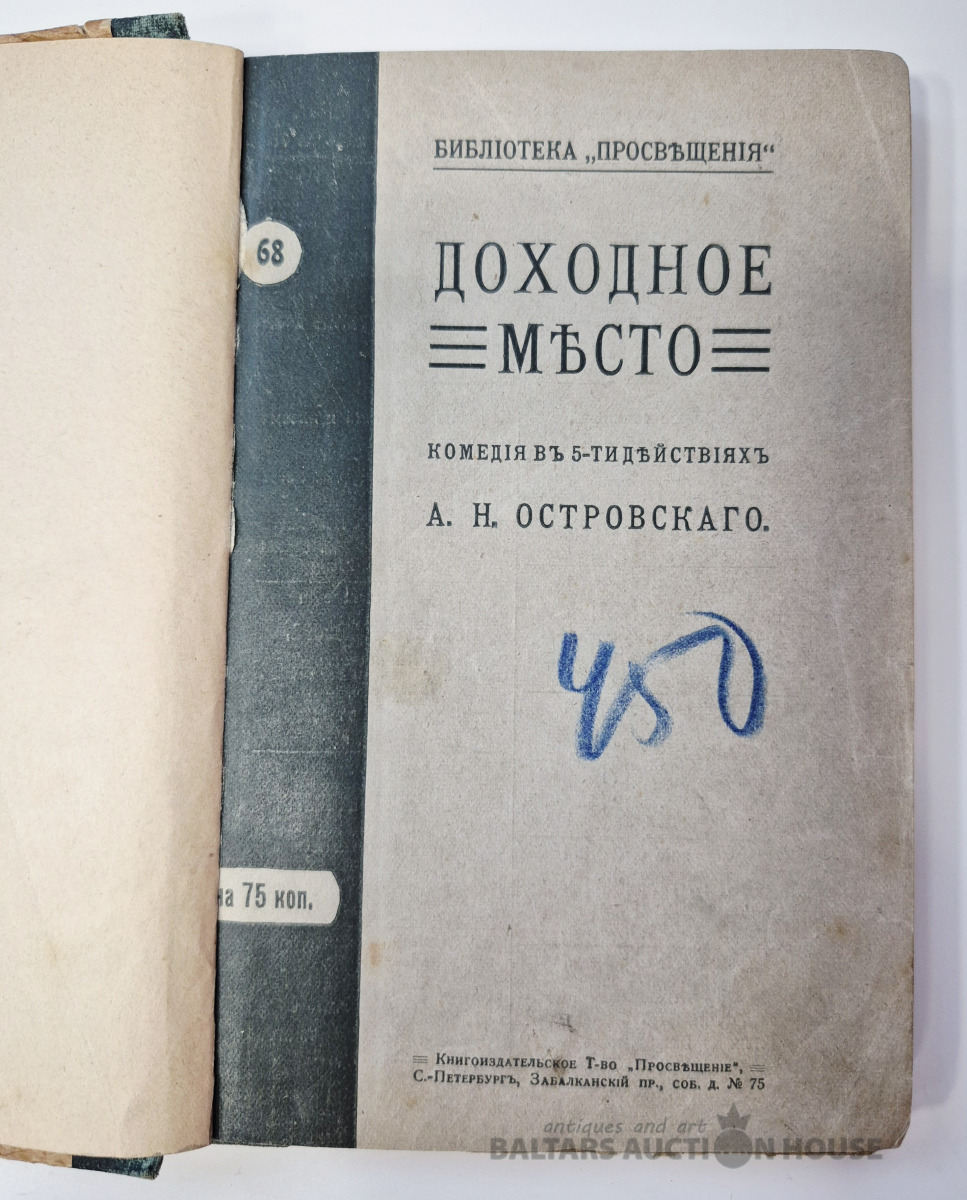 БИБЛІОТЕКА „ПРОСВѢЩЕНІЯ“
68
ДОХОДНОЕ
МѢСТО
КОМЕДІЯ ВЪ 5-ТИ ДѢЙСТВІЯХЪ
А. Н. ОСТРОВСКАГО.
450
на 75 коп.
Книгоиздательское Т-во „Просвѣщеніе“,
С.-Петербургъ, Забалканскій пр., соб. д. № 75
antiques and art
BALTARS AUCTION HOUSE